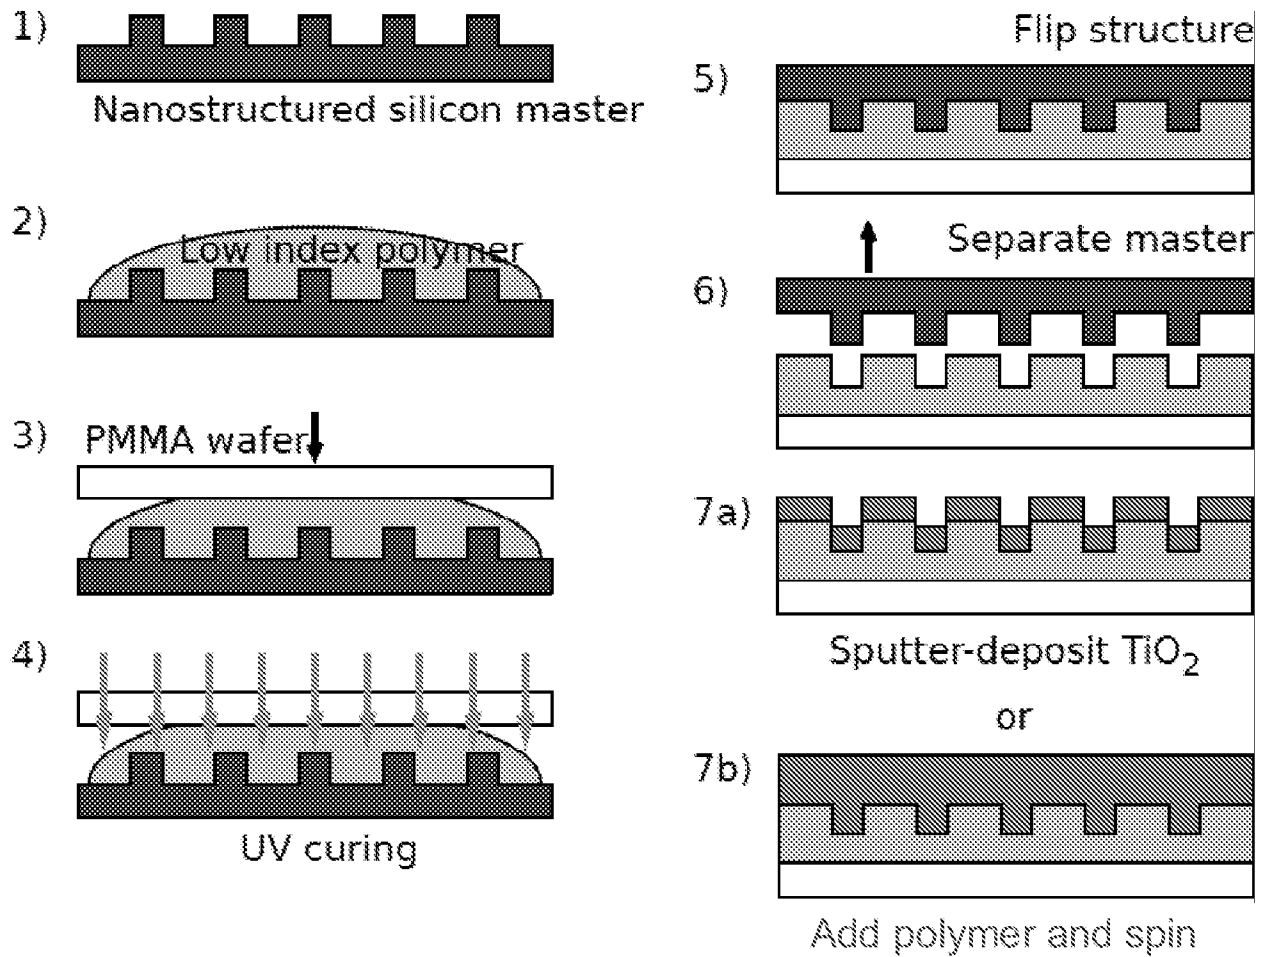 1)
Nanostructured silicon master
2)
Low index polymer
3)
PMMA wafer
4)
UV curing
Flip structure
5)
Separate master
6)
7a)
Sputter-deposit TiO₂
or
7b)
Add polymer and spin